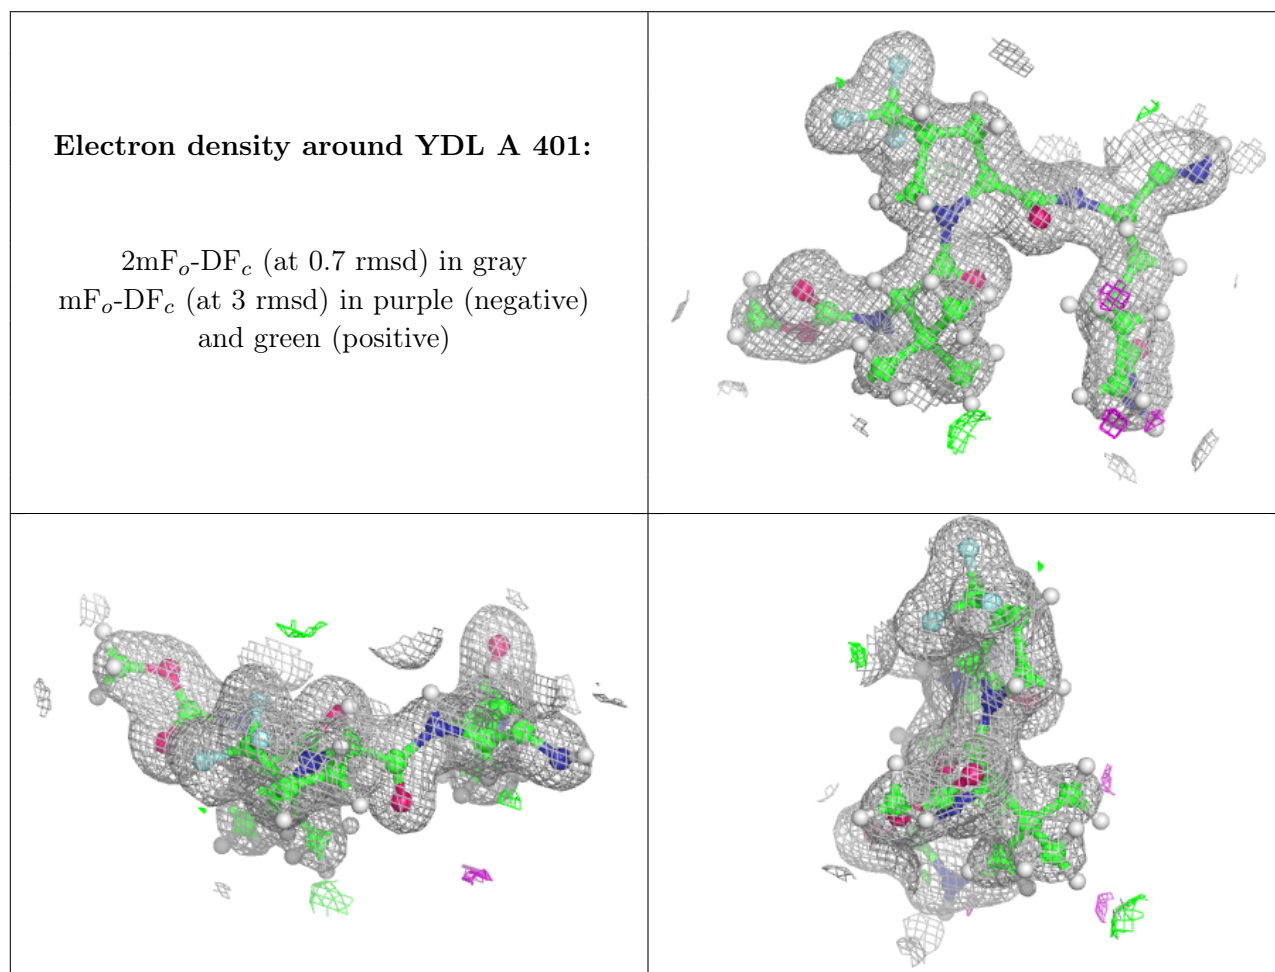 Electron density around YDL A 401:
2mFo-DFc (at 0.7 rmsd) in gray
mFo-DFc (at 3 rmsd) in purple (negative)
and green (positive)